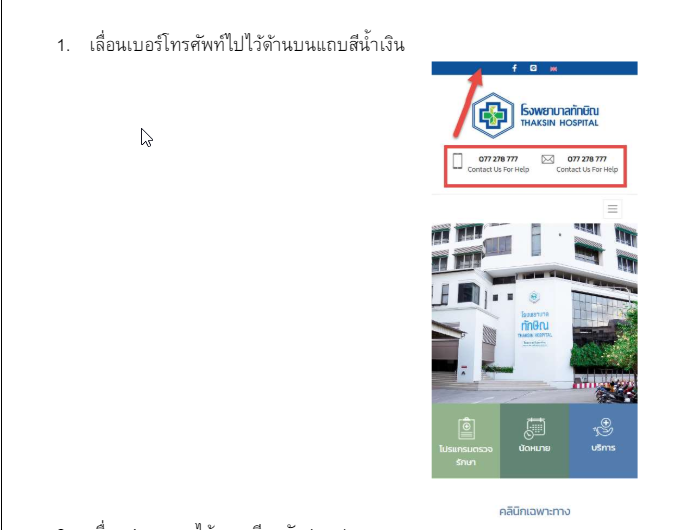 1. เลื่อนเบอร์โทรศัพท์ไปไว้ด้านบนแถบสีน้ำเงิน
โรงพยาบาลทักษิณ
THAKSIN HOSPITAL
077 278 777
Contact Us For Help
077 278 777
Contact Us For Help
โรงพยาบาล
ทักษิณ
THAKSIN HOSPITAL
โปรแกรมตรวจ
รักษา
นัดหมาย
บริการ
คลินิกเฉพาะทาง